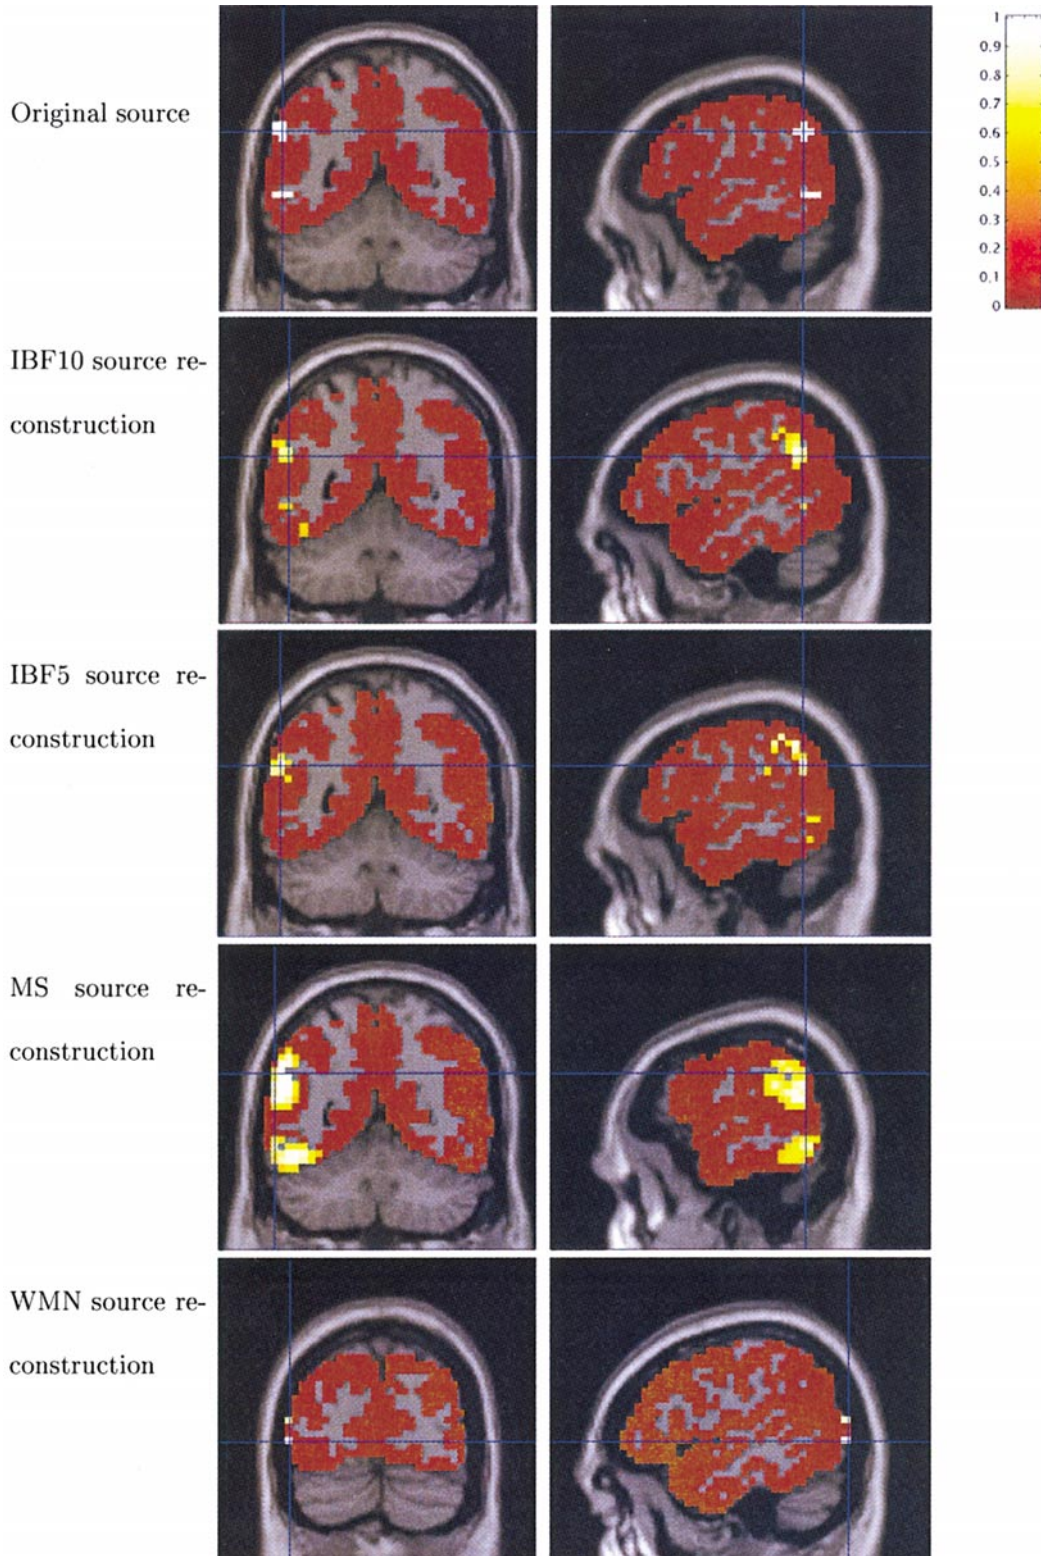 Original source
1
0.9
0.8
0.7
0.6
0.5
0.4
0.3
0.2
0.1
0
IBF10 source re-
construction
IBF5 source re-
construction
MS source re-
construction
WMN source re-
construction